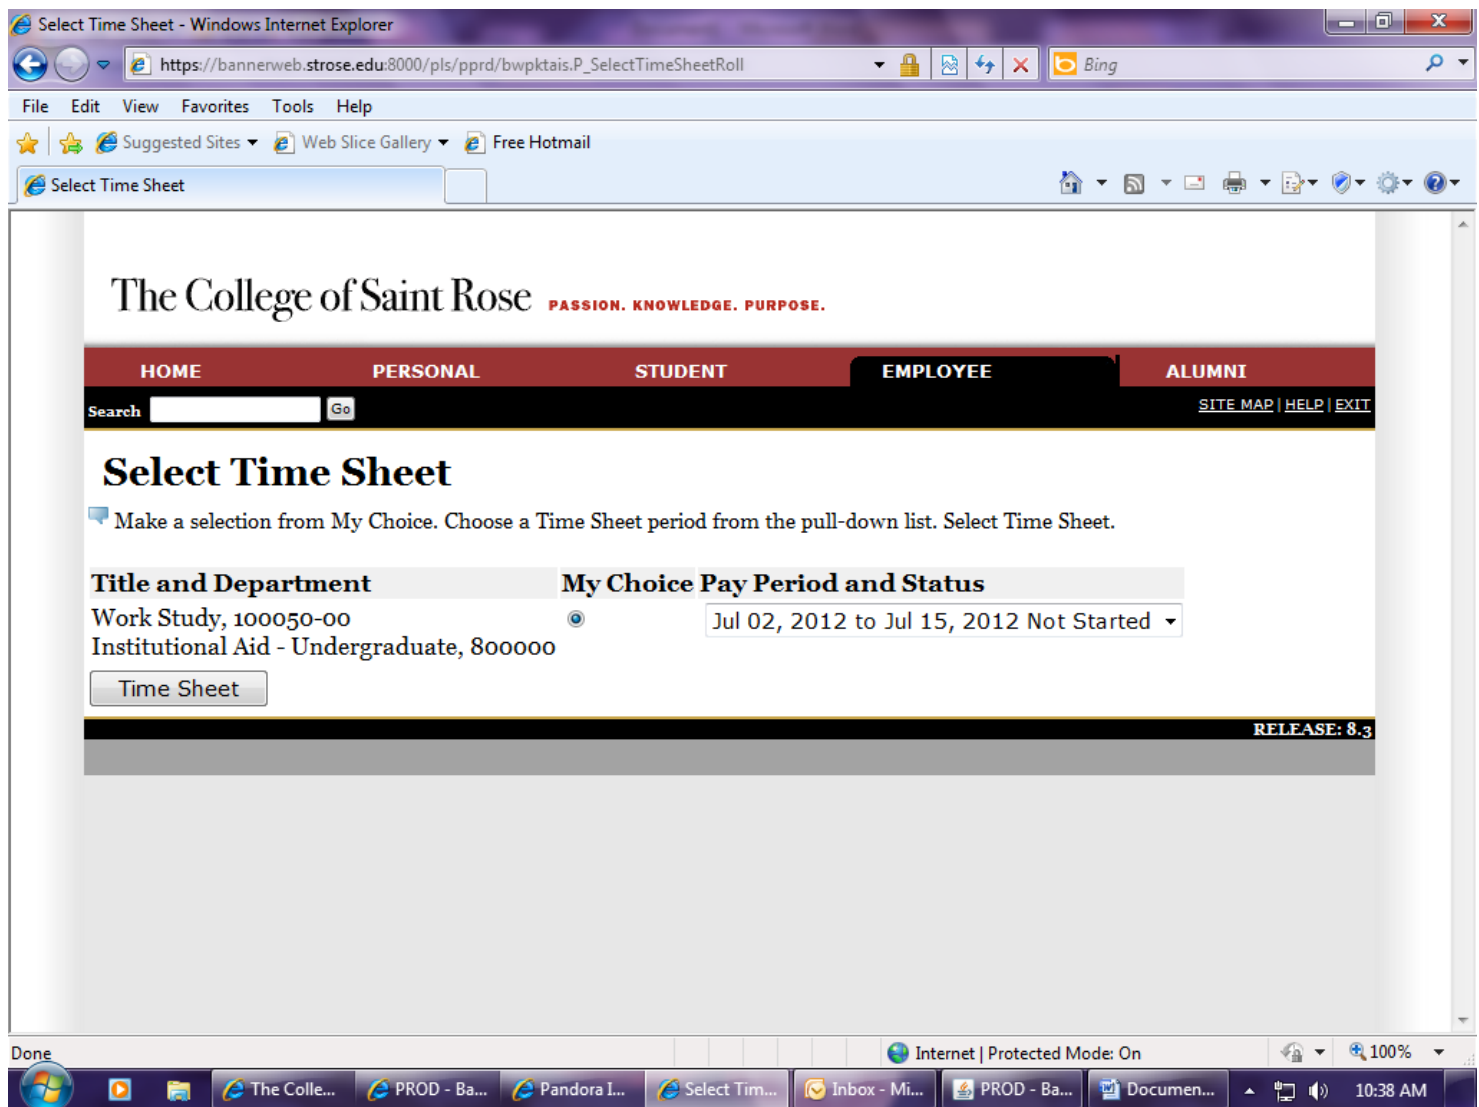 Select Time Sheet - Windows Internet Explorer
https://bannerweb.strose.edu:8000/pls/pprd/bwpktais.P_SelectTimeSheetRoll
Bing
File Edit View Favorites Tools Help
Suggested Sites Web Slice Gallery Free Hotmail
Select Time Sheet
The College of Saint Rose PASSION. KNOWLEDGE. PURPOSE.
HOME PERSONAL STUDENT EMPLOYEE ALUMNI
Search Go SITE MAP | HELP | EXIT
Select Time Sheet
Make a selection from My Choice. Choose a Time Sheet period from the pull-down list. Select Time Sheet.
Title and Department My Choice Pay Period and Status
Work Study, 100050-00 Jul 02, 2012 to Jul 15, 2012 Not Started
Institutional Aid - Undergraduate, 800000
Time Sheet
RELEASE: 8.3
Done Internet | Protected Mode: On 100%
The Colle... PROD - Ba... Pandora I... Select Tim... Inbox - Mi... PROD - Ba... Documen... 10:38 AM